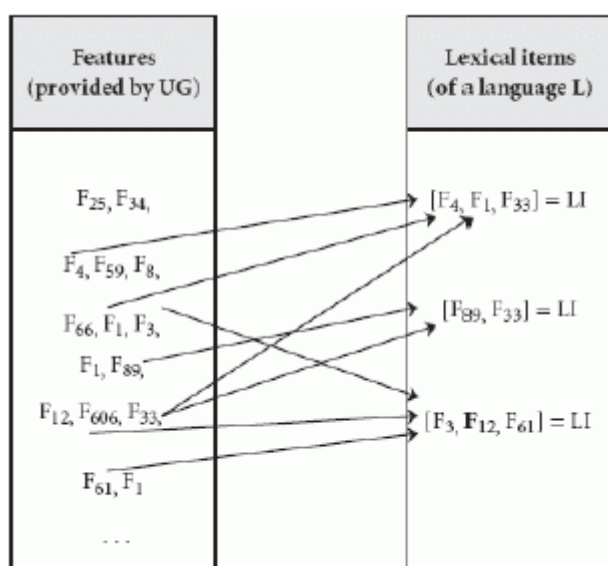 Features
(provided by UG)
Lexical items
(of a language L)
F25, F34,
[F4, F1, F33] = LI
F4, F59, F8,
F66, F1, F3,
[F89, F33] = LI
F1, F89,
F12, F606, F33,
[F3, F12, F61] = LI
F61, F1
. . .